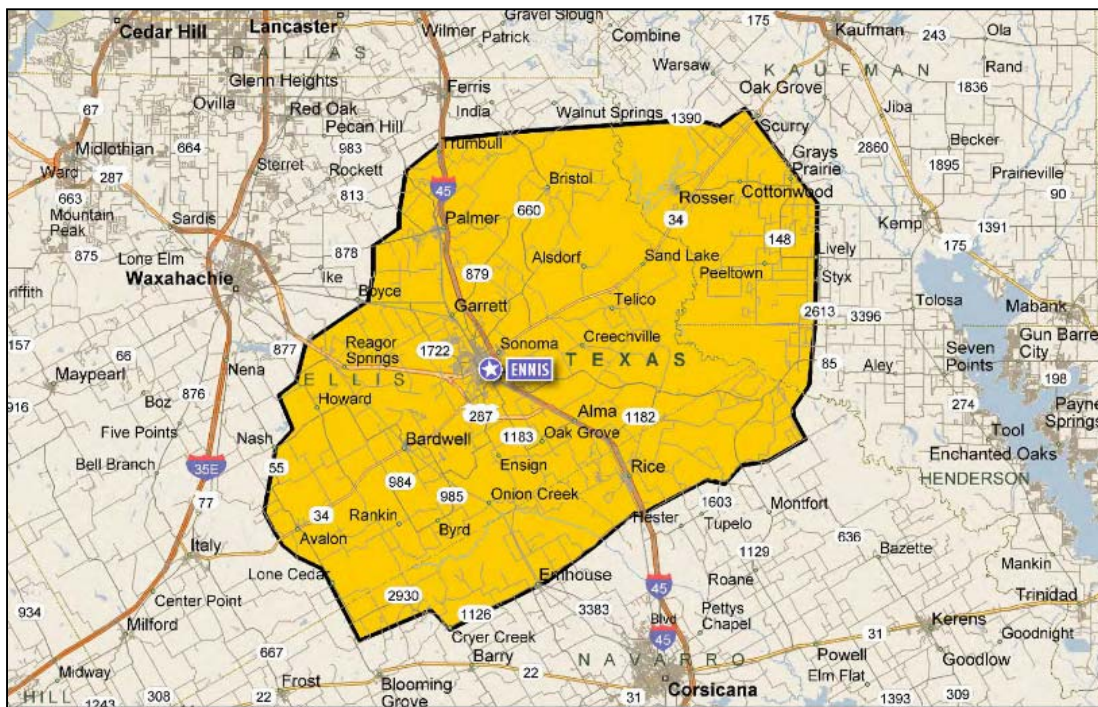 Cedar Hill
Lancaster
Wilmer
Gravel Slough
Patrick
Combine
175
Kaufman
243
Ola
DALLAS
Warsaw
KAUFMAN
Rand
Glenn Heights
Ferris
Oak Grove
1836
67
Ovilla
Red Oak
India
Walnut Springs
1390
Jiba
Pecan Hill
Scurry
Becker
Midlothian
664
983
Trumbull
2860
Ward
287
Sterret
Rockett
Grays
Prairie
1895
Prairieville
663
813
45
Bristol
Cottonwood
90
Mountain
Peak
Sardis
Palmer
660
Rosser
34
Kemp
1391
875
Lone Elm
878
148
Lively
175
Waxahachie
Ike
879
Alsdorf
Sand Lake
Peeltown
Styx
riffith
Boyce
Garrett
Telico
Tolosa
Mabank
157
2613
3396
Gun Barre
City
66
877
Reagor
Springs
1722
Sonoma
Creechville
Seven
Points
Maypearl
Nena
ELLIS
ENNIS
TEXAS
85
Aley
198
916
Boz
876
Howard
287
Alma
1182
274
Payne
Springs
Five Points
Nash
Bardwell
1183
Oak Grove
Tool
Bell Branch
35E
55
Ensign
Rice
Enchanted Oaks
77
984
985
Onion Creek
HENDERSON
34
Rankin
Byrd
Hester
1603
Montfort
Avalon
Tupelo
636
Italy
1129
Bazette
Lone Cedar
Emhouse
45
Roane
Mankin
934
Center Point
2930
1126
3383
Trinidad
Milford
Blvd
Pettys
Chapel
Cryer Creek
45
31
Kerens
Goodnight
667
Barry
NAVARRO
Powell
Goodlow
Midway
22
Elm Flat
HILL
308
22
Frost
Blooming
Grove
31
Corsicana
1393
309
1243